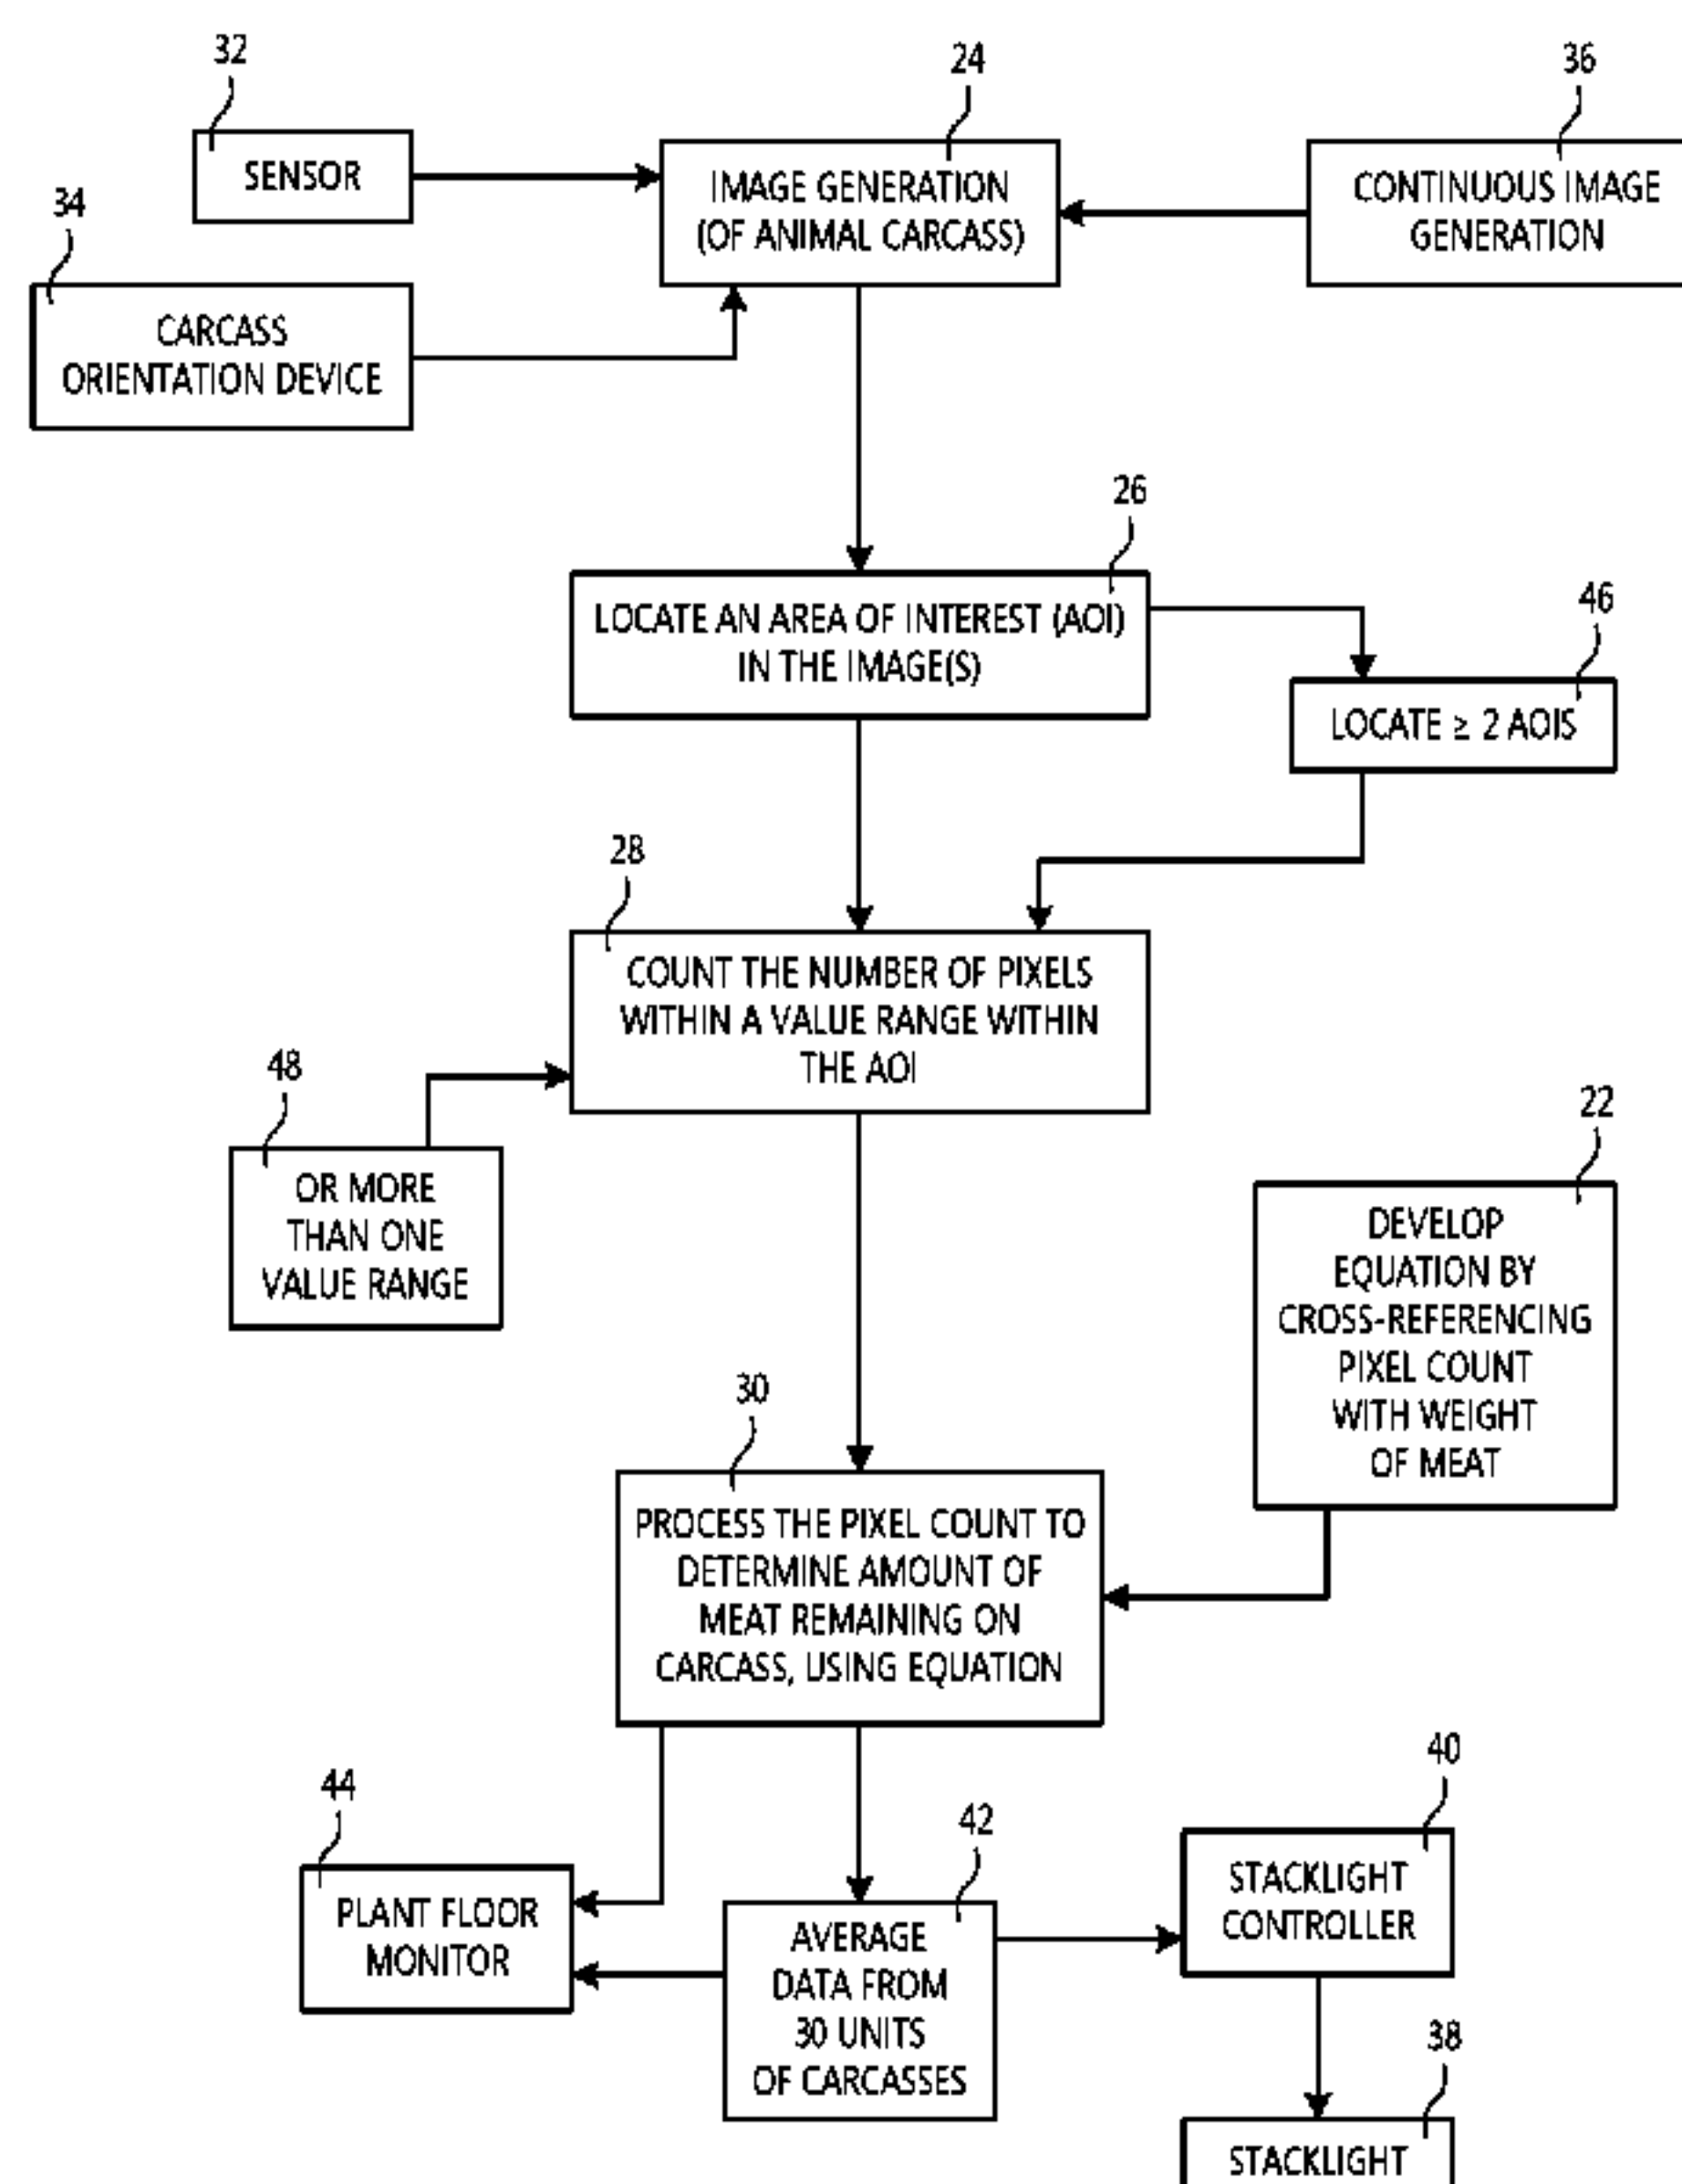 32
SENSOR
24
IMAGE GENERATION
(OF ANIMAL CARCASS)
36
CONTINUOUS IMAGE
GENERATION
34
CARCASS
ORIENTATION DEVICE
26
LOCATE AN AREA OF INTEREST (AOI)
IN THE IMAGE(S)
46
LOCATE ≥ 2 AOIS
28
COUNT THE NUMBER OF PIXELS
WITHIN A VALUE RANGE WITHIN
THE AOI
48
OR MORE
THAN ONE
VALUE RANGE
22
DEVELOP
EQUATION BY
CROSS-REFERENCING
PIXEL COUNT
WITH WEIGHT
OF MEAT
30
PROCESS THE PIXEL COUNT TO
DETERMINE AMOUNT OF
MEAT REMAINING ON
CARCASS, USING EQUATION
44
PLANT FLOOR
MONITOR
42
AVERAGE
DATA FROM
30 UNITS
OF CARCASSES
40
STACKLIGHT
CONTROLLER
38
STACKLIGHT